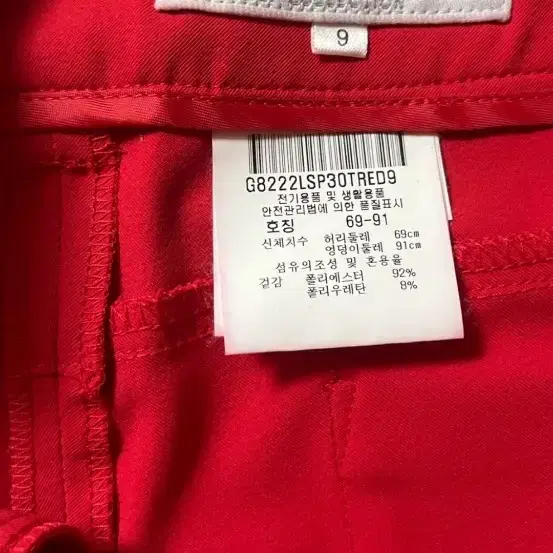 9
G8222LSP30TRED9
전기용품 및 생활용품
안전관리법에 의한 품질표시
호칭 69-91
신체치수 허리둘레 69cm
엉덩이둘레 91cm
섬유의조성 및 혼용율
겉감 폴리에스터 92%
폴리우레탄 8%